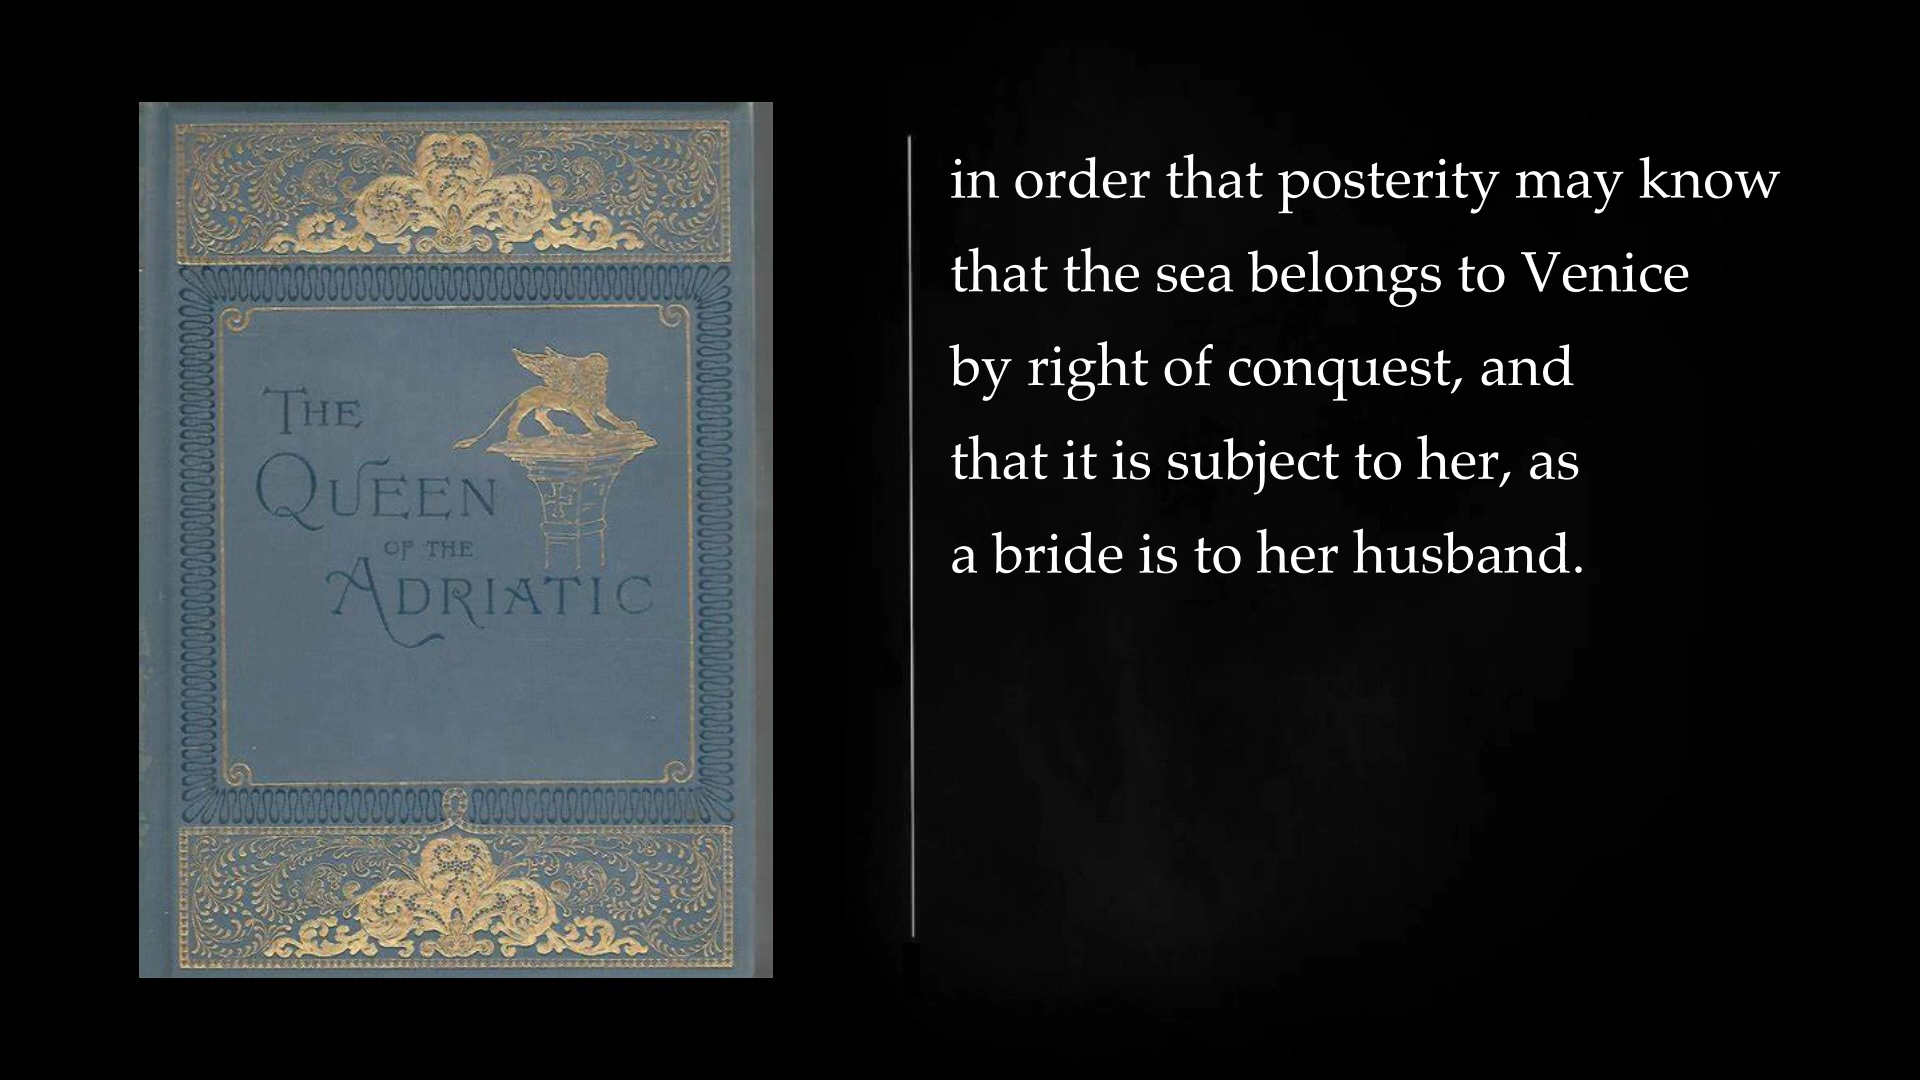 THE
QUEEN
OF THE
ADRIATIC
in order that posterity may know
that the sea belongs to Venice
by right of conquest, and
that it is subject to her, as
a bride is to her husband.